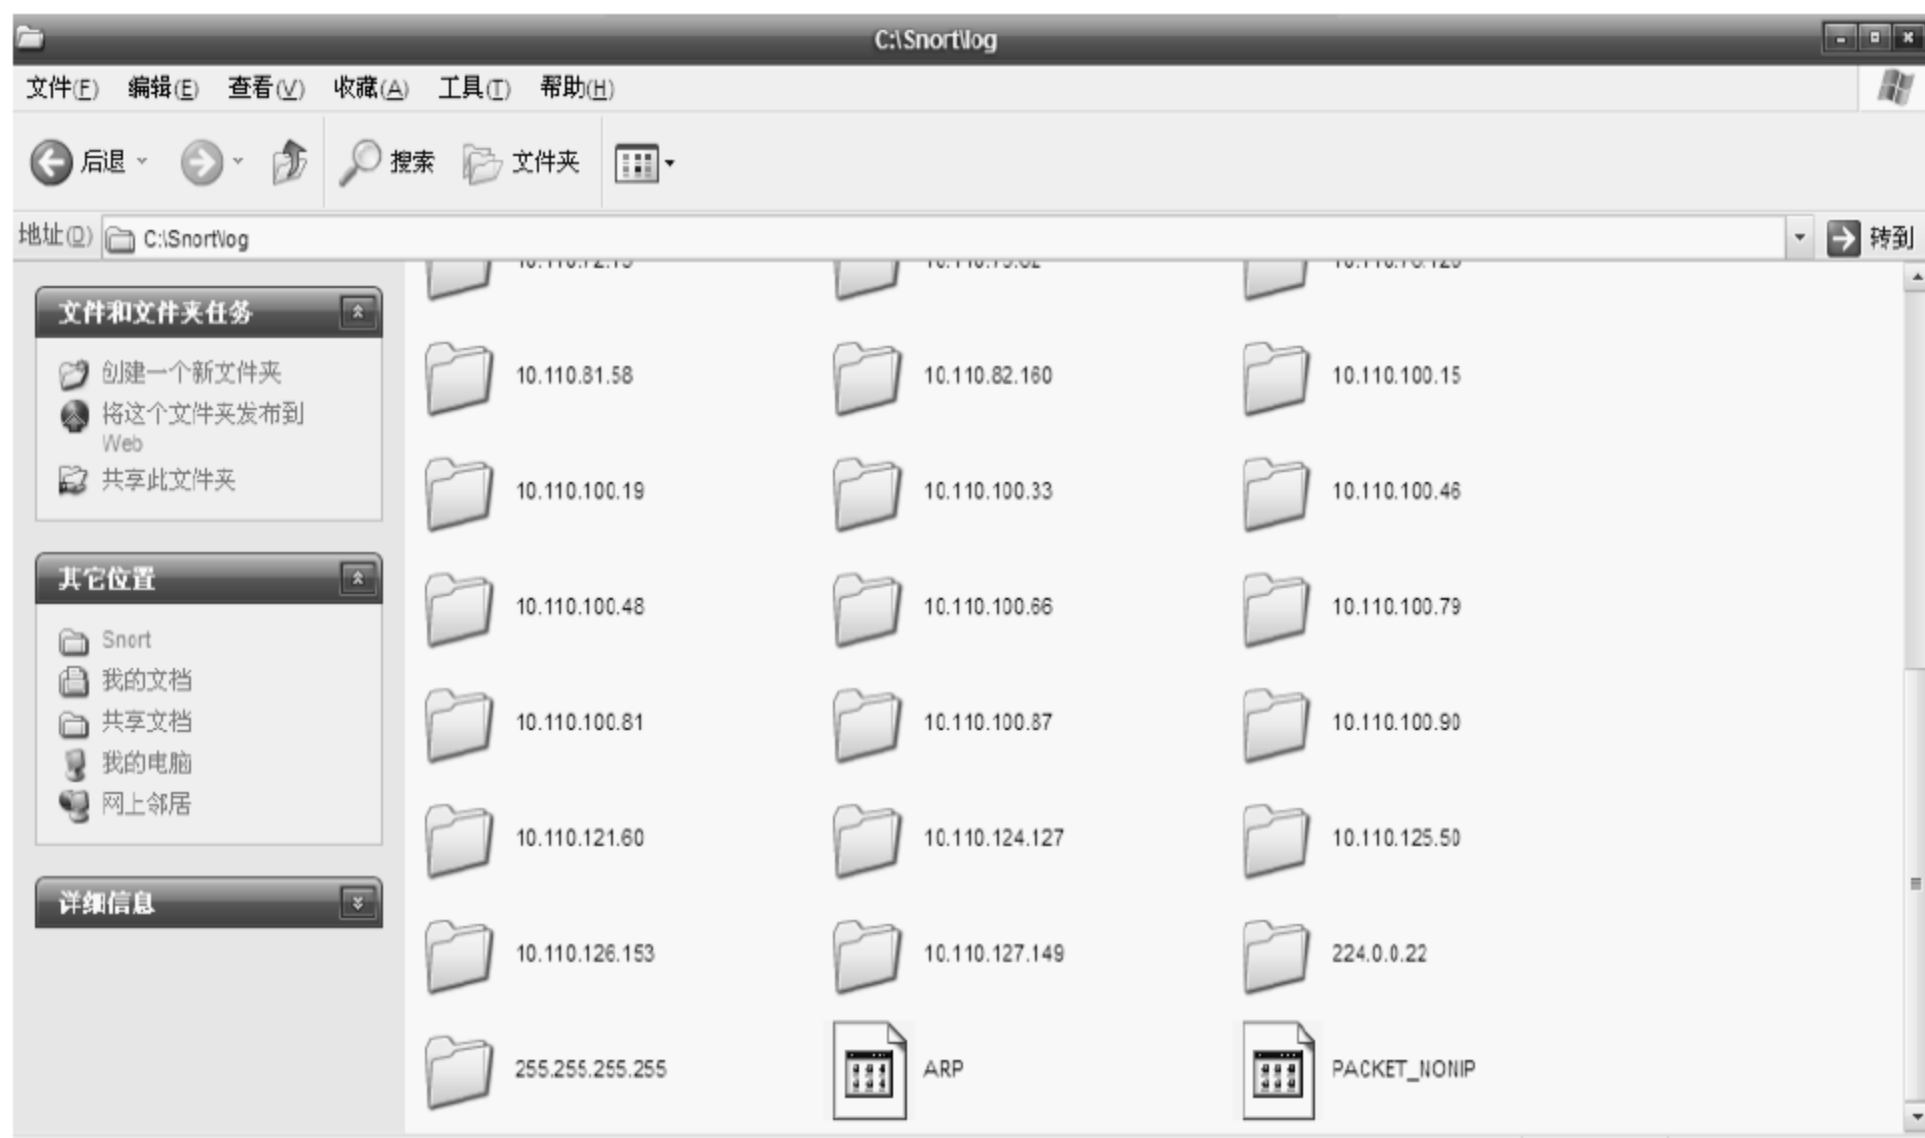 C:\Snort\log
文件(F) 编辑(E) 查看(V) 收藏(A) 工具(T) 帮助(H)
后退 搜索 文件夹
地址(D) C:\Snort\log 转到
文件和文件夹任务
创建一个新文件夹
将这个文件夹发布到
Web
共享此文件夹
其它位置
Snort
我的文档
共享文档
我的电脑
网上邻居
详细信息
10.110.81.58 10.110.82.160 10.110.100.15
10.110.100.19 10.110.100.33 10.110.100.46
10.110.100.48 10.110.100.66 10.110.100.79
10.110.100.81 10.110.100.87 10.110.100.90
10.110.121.60 10.110.124.127 10.110.125.50
10.110.126.153 10.110.127.149 224.0.0.22
255.255.255.255 ARP PACKET_NONIP